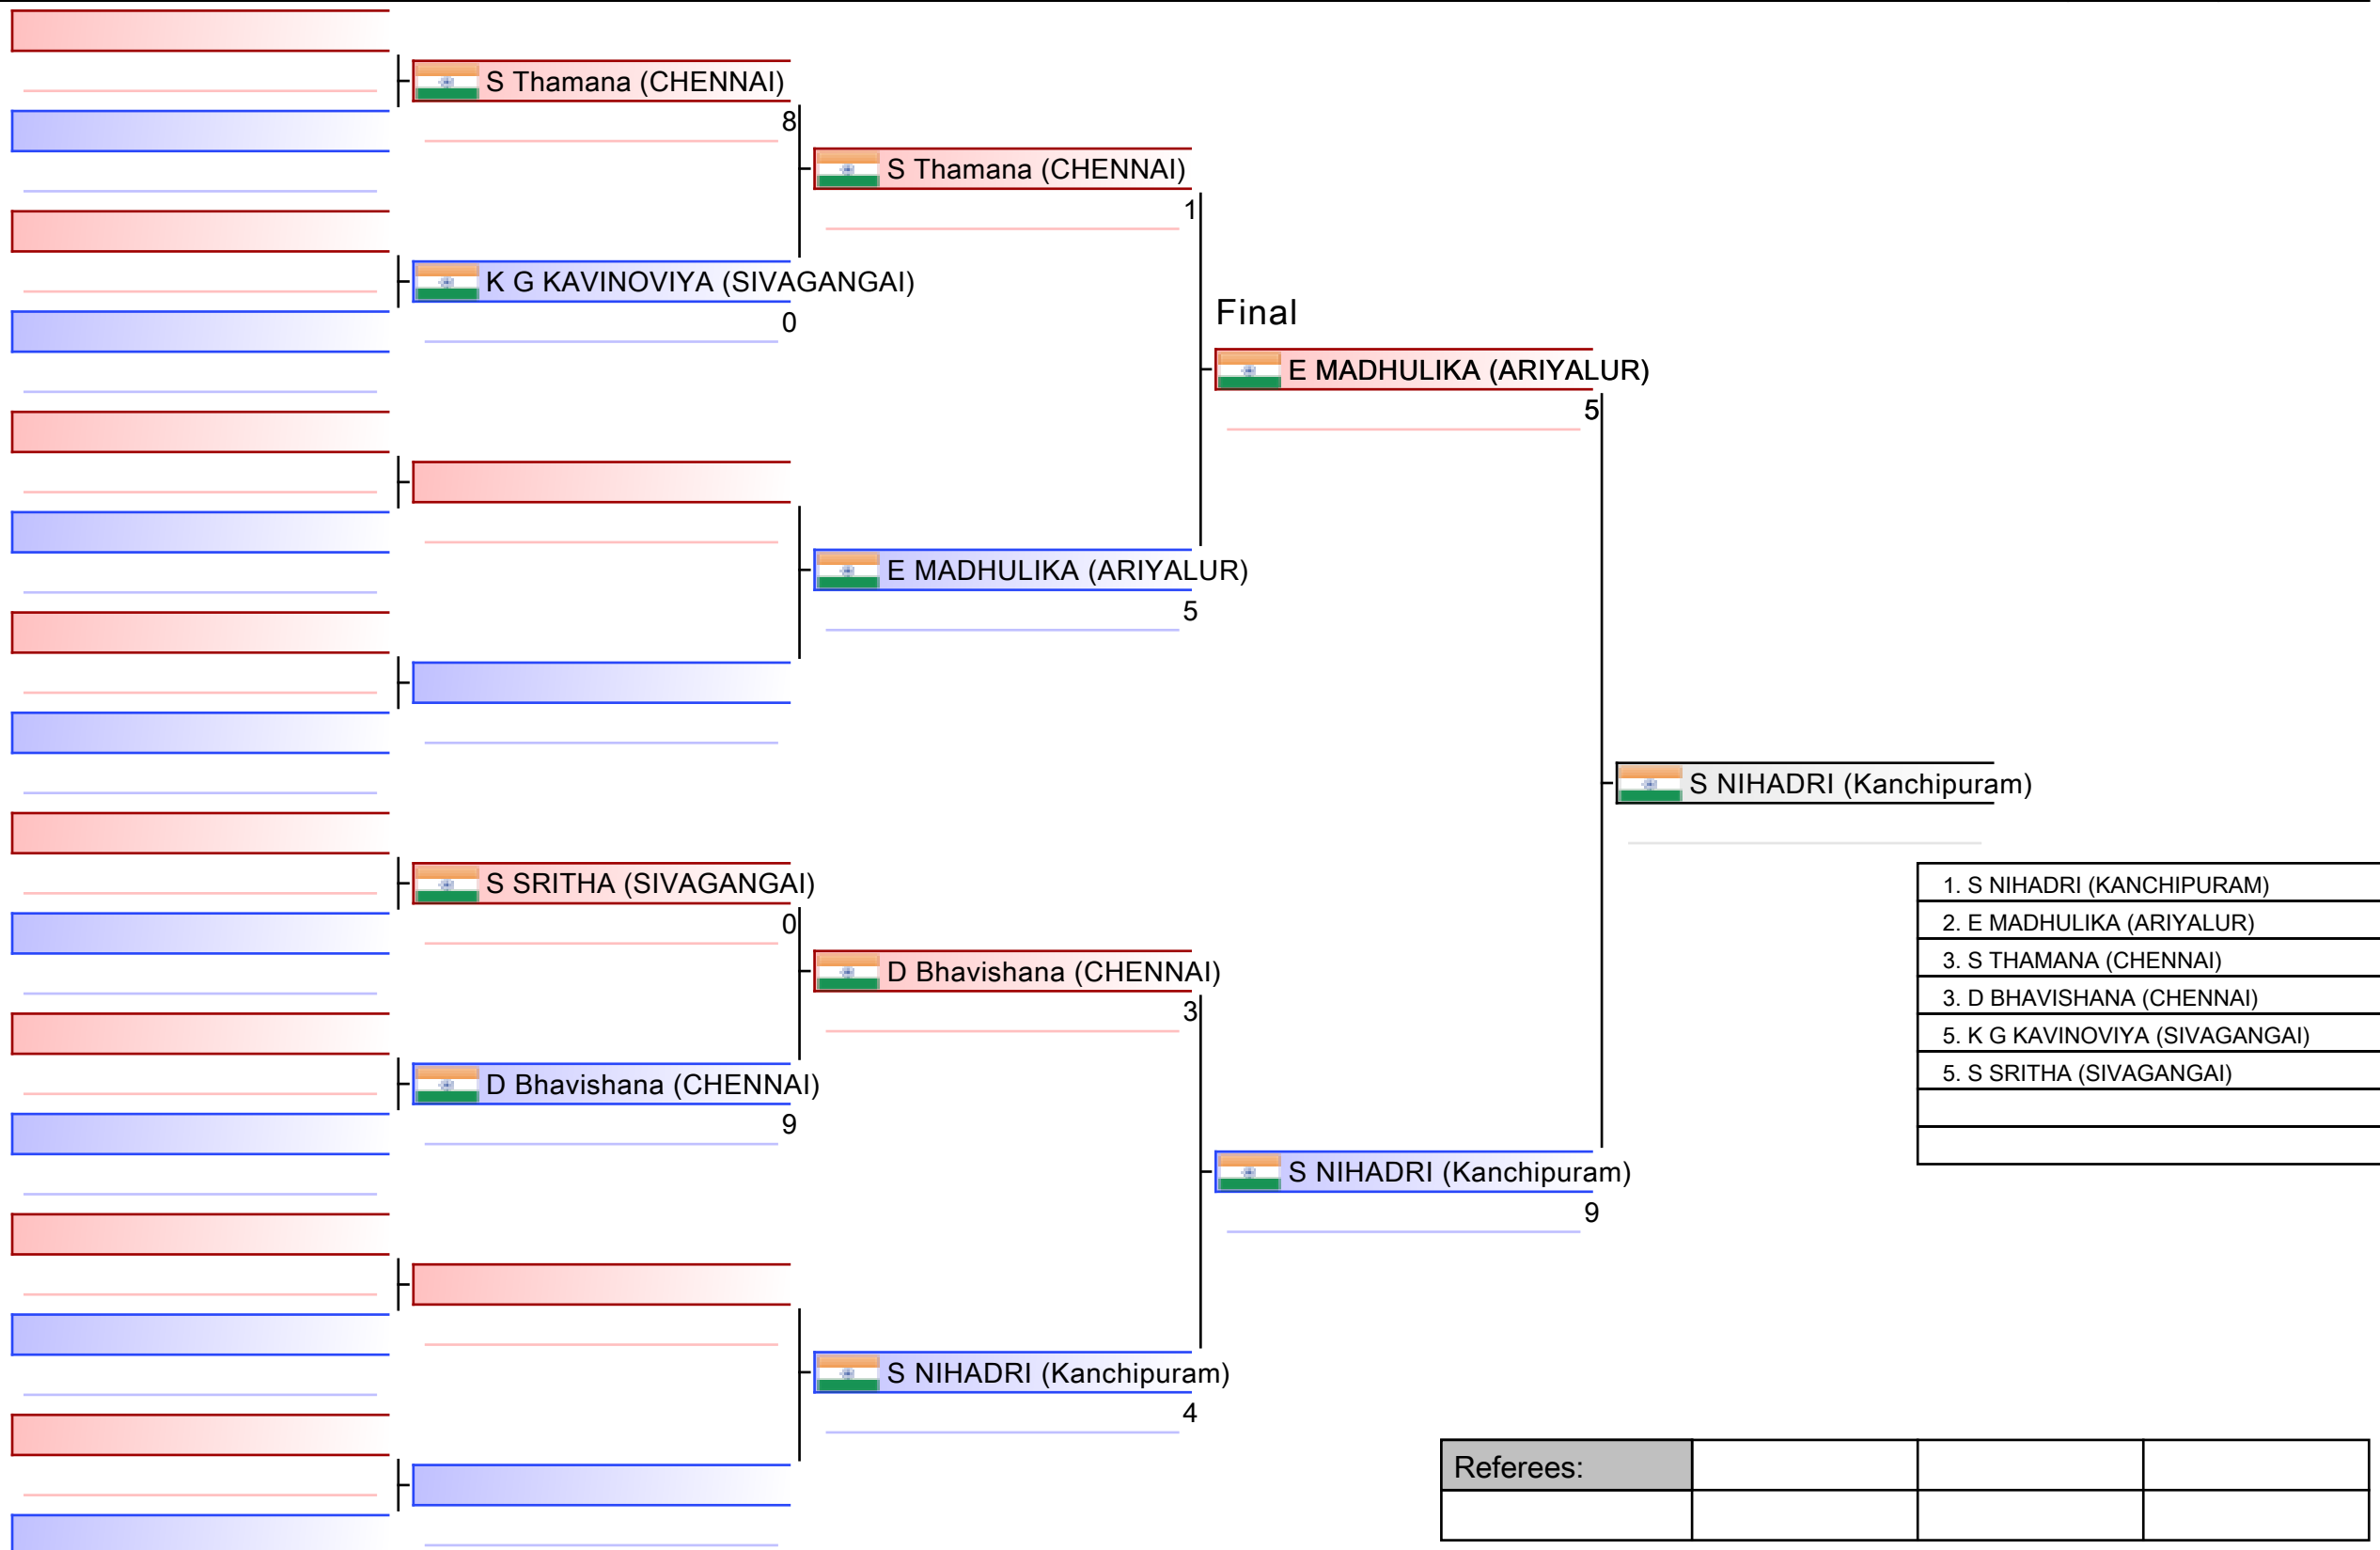 S Thamana (CHENNAI)
8
K G KAVINOVIYA (SIVAGANGAI)
0
S SRITHA (SIVAGANGAI)
0
D Bhavishana (CHENNAI)
9
S Thamana (CHENNAI)
1
E MADHULIKA (ARIYALUR)
5
D Bhavishana (CHENNAI)
3
S NIHADRI (Kanchipuram)
4
Final
E MADHULIKA (ARIYALUR)
5
S NIHADRI (Kanchipuram)
9
S NIHADRI (Kanchipuram)
1. S NIHADRI (KANCHIPURAM)
2. E MADHULIKA (ARIYALUR)
3. S THAMANA (CHENNAI)
3. D BHAVISHANA (CHENNAI)
5. K G KAVINOVIYA (SIVAGANGAI)
5. S SRITHA (SIVAGANGAI)
Referees: